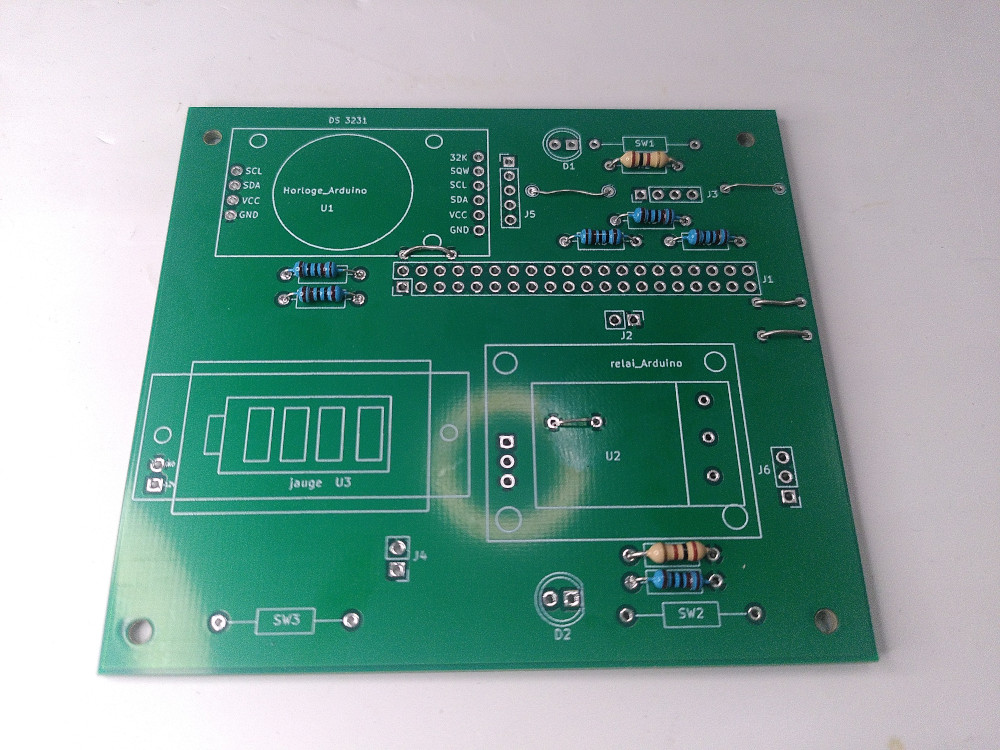 DS 3231
SCL
SDA
VCC
GND
Horloge_Arduino
U1
32K
SQW
SCL
SDA
VCC
GND
J5
D1
SW1
J3
J1
J2
relai_Arduino
U2
J6
jauge U3
J4
SW3
D2
SW2